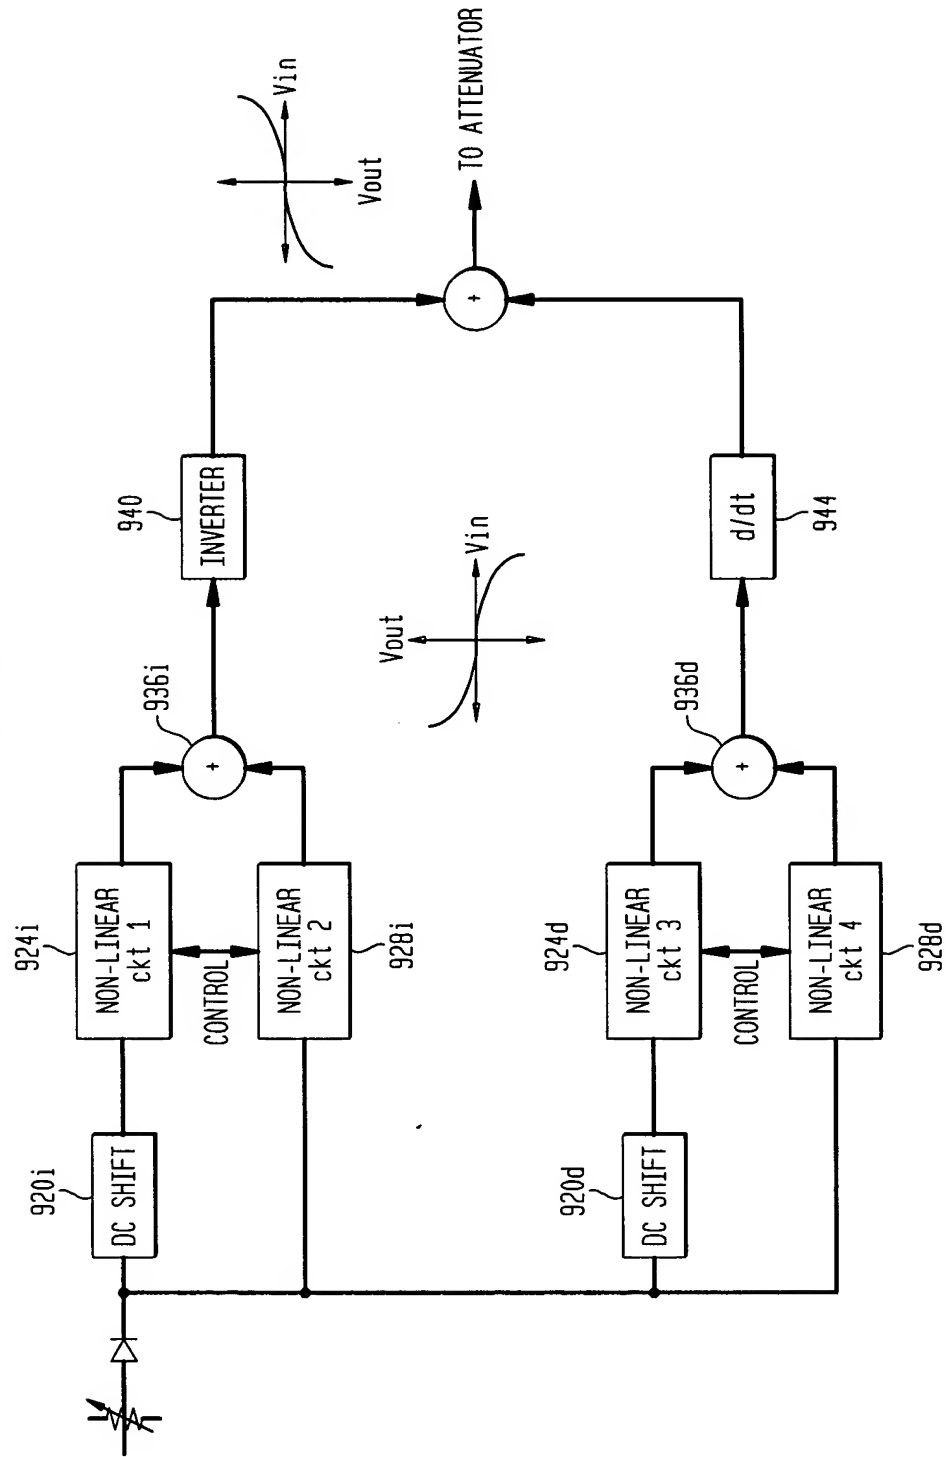 920i
DC SHIFT
924i
NON-LINEAR
ckt 1
CONTROL
NON-LINEAR
ckt 2
928i
936i
+
940
INVERTER
Vin
Vout
+
TO ATTENUATOR
Vout
Vin
920d
DC SHIFT
924d
NON-LINEAR
ckt 3
CONTROL
NON-LINEAR
ckt 4
928d
936d
+
d/dt
944